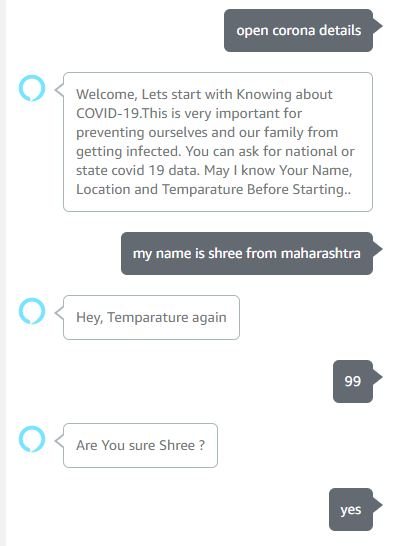 open corona details
Welcome, Lets start with Knowing about
COVID-19.This is very important for
preventing ourselves and our family from
getting infected. You can ask for national or
state covid 19 data. May I know Your Name,
Location and Temparature Before Starting..
my name is shree from maharashtra
Hey, Temparature again
99
Are You sure Shree ?
yes